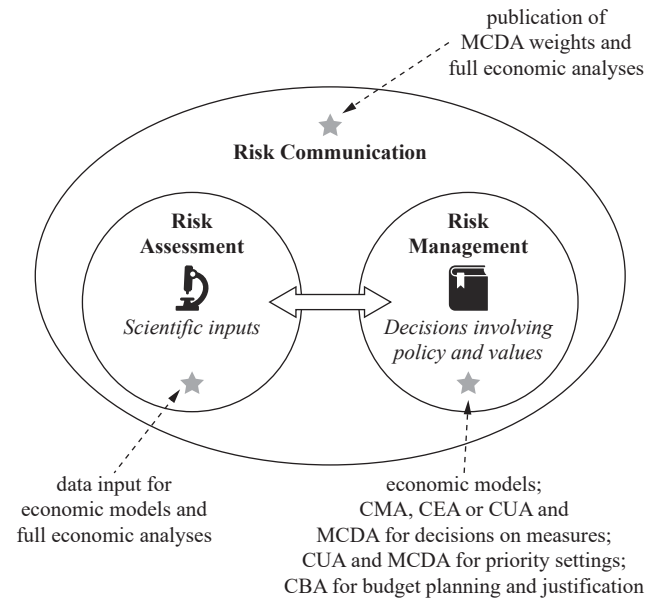 publication of
MCDA weights and
full economic analyses
Risk Communication
Risk
Assessment
Scientific inputs
Risk
Management
Decisions involving
policy and values
data input for
economic models and
full economic analyses
economic models;
CMA, CEA or CUA and
MCDA for decisions on measures;
CUA and MCDA for priority settings;
CBA for budget planning and justification